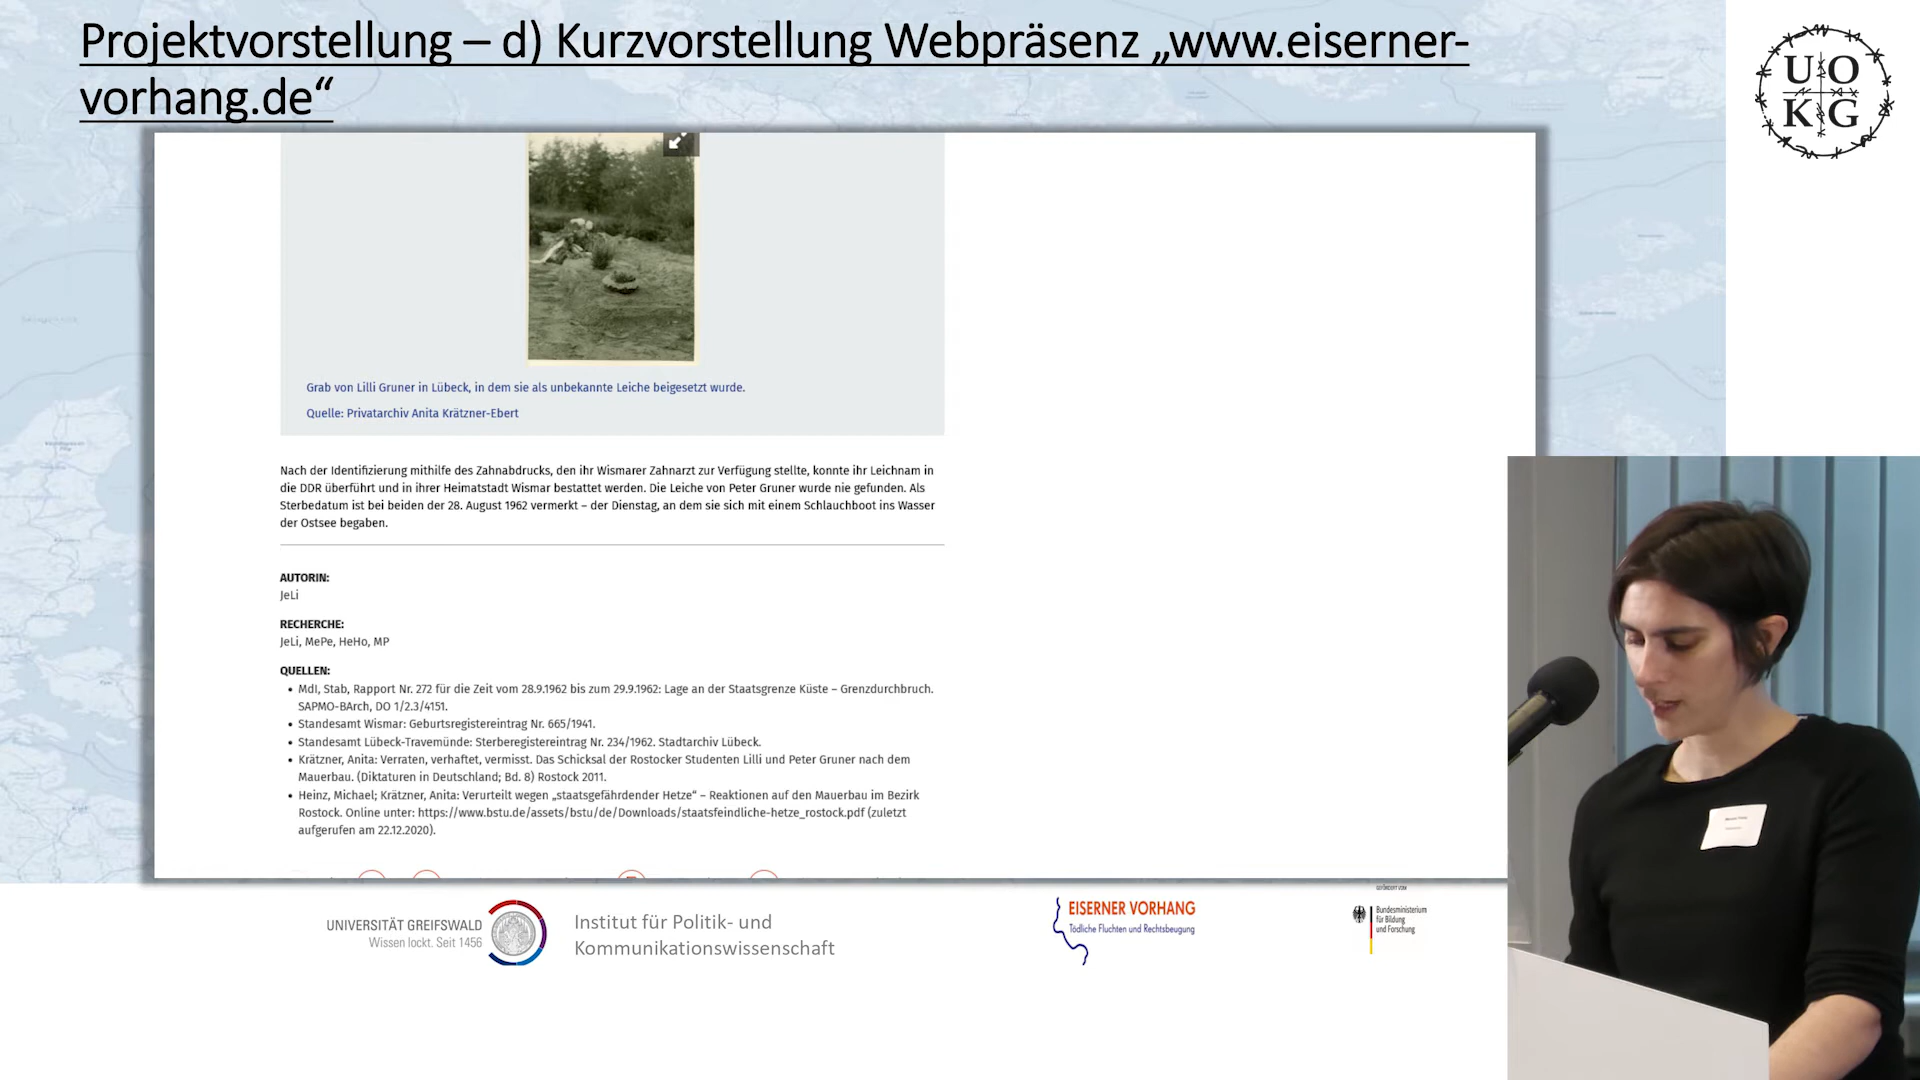 Projektvorstellung – d) Kurzvorstellung Webpräsenz „www.eiserner-
vorhang.de“
U O
K G
Grab von Lilli Gruner in Lübeck, in dem sie als unbekannte Leiche beigesetzt wurde.
Quelle: Privatarchiv Anita Krätzner-Ebert
Nach der Identifizierung mithilfe des Zahnabdrucks, den ihr Wismarer Zahnarzt zur Verfügung stellte, konnte ihr Leichnam in
die DDR überführt und in ihrer Heimatstadt Wismar bestattet werden. Die Leiche von Peter Gruner wurde nie gefunden. Als
Sterbedatum ist bei beiden der 28. August 1962 vermerkt – der Dienstag, an dem sie sich mit einem Schlauchboot ins Wasser
der Ostsee begaben.
AUTORIN:
JeLi
RECHERCHE:
JeLi, MePe, HeHo, MP
QUELLEN:
• MdI, Stab, Rapport Nr. 272 für die Zeit vom 28.9.1962 bis zum 29.9.1962: Lage an der Staatsgrenze Küste – Grenzdurchbruch.
SAPMO-BArch, DO 1/2.3/4151.
• Standesamt Wismar: Geburtsregistereintrag Nr. 665/1941.
• Standesamt Lübeck-Travemünde: Sterberegistereintrag Nr. 234/1962. Stadtarchiv Lübeck.
• Krätzner, Anita: Verraten, verhaftet, vermisst. Das Schicksal der Rostocker Studenten Lilli und Peter Gruner nach dem
Mauerbau. (Diktaturen in Deutschland; Bd. 8) Rostock 2011.
• Heinz, Michael; Krätzner, Anita: Verurteilt wegen „staatsgefährdender Hetze“ – Reaktionen auf den Mauerbau im Bezirk
Rostock. Online unter: https://www.bstu.de/assets/bstu/de/Downloads/staatsfeindliche-hetze_rostock.pdf (zuletzt
aufgerufen am 22.12.2020).
UNIVERSITÄT GREIFSWALD
Wissen lockt. Seit 1456
Institut für Politik- und
Kommunikationswissenschaft
EISERNER VORHANG
Tödliche Fluchten und Rechtsbeugung
GEFÖRDERT VOM
Bundesministerium
für Bildung
und Forschung